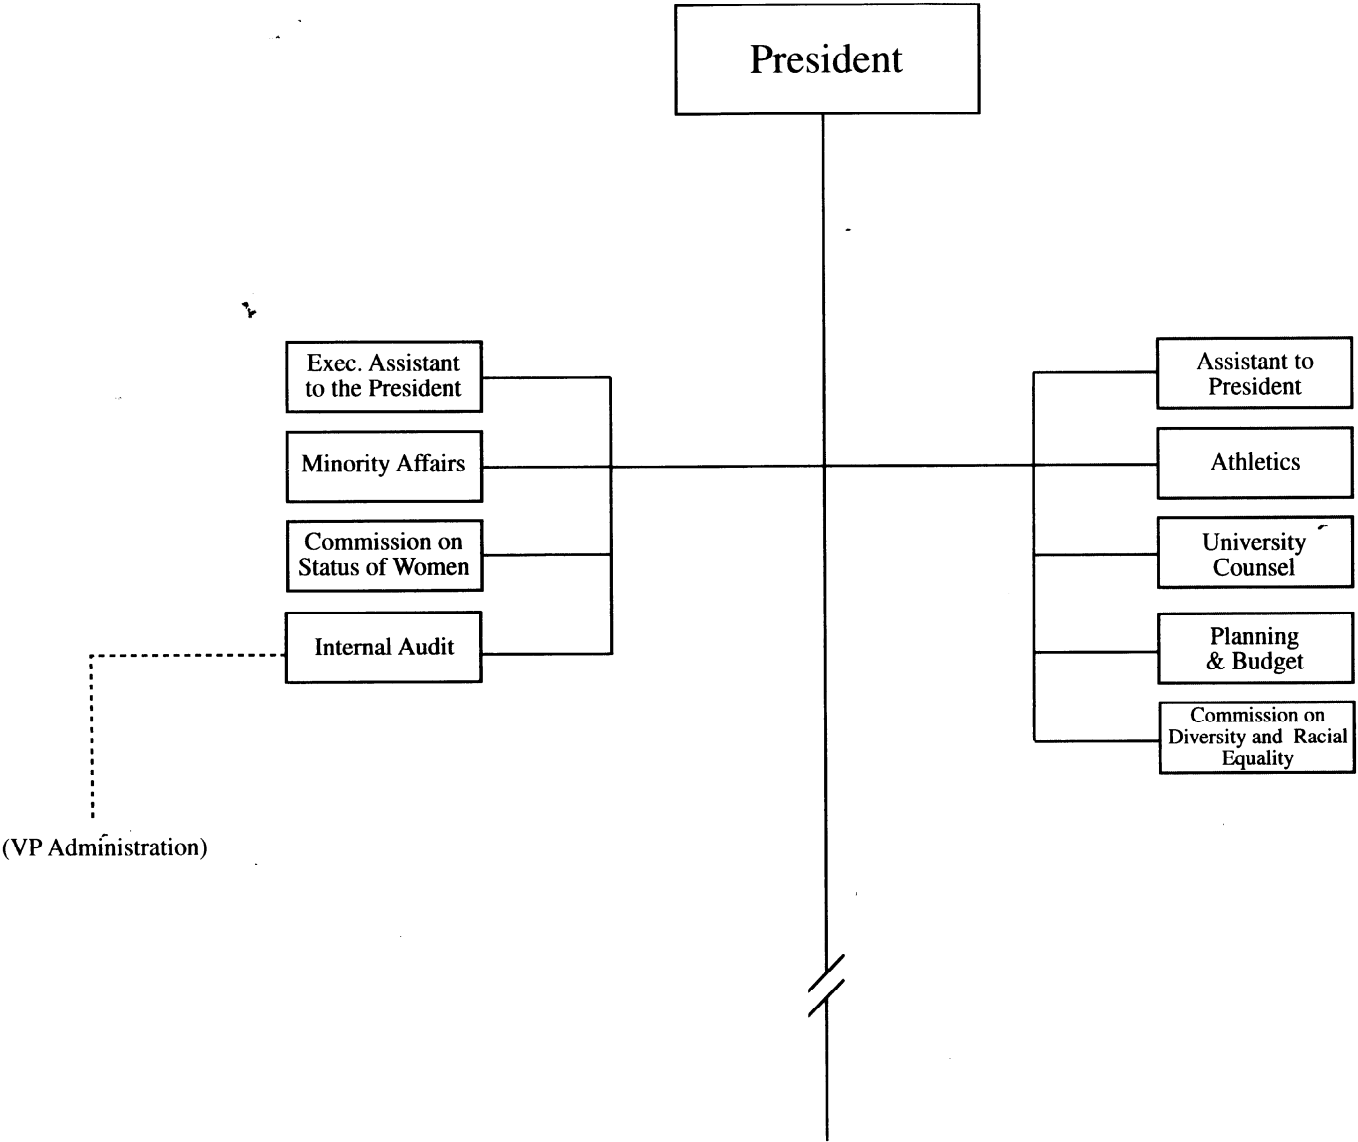 President
Exec. Assistant
to the President
Minority Affairs
Commission on
Status of Women
Internal Audit
(VP Administration)
Assistant to
President
Athletics
University
Counsel
Planning
& Budget
Commission on
Diversity and Racial
Equality